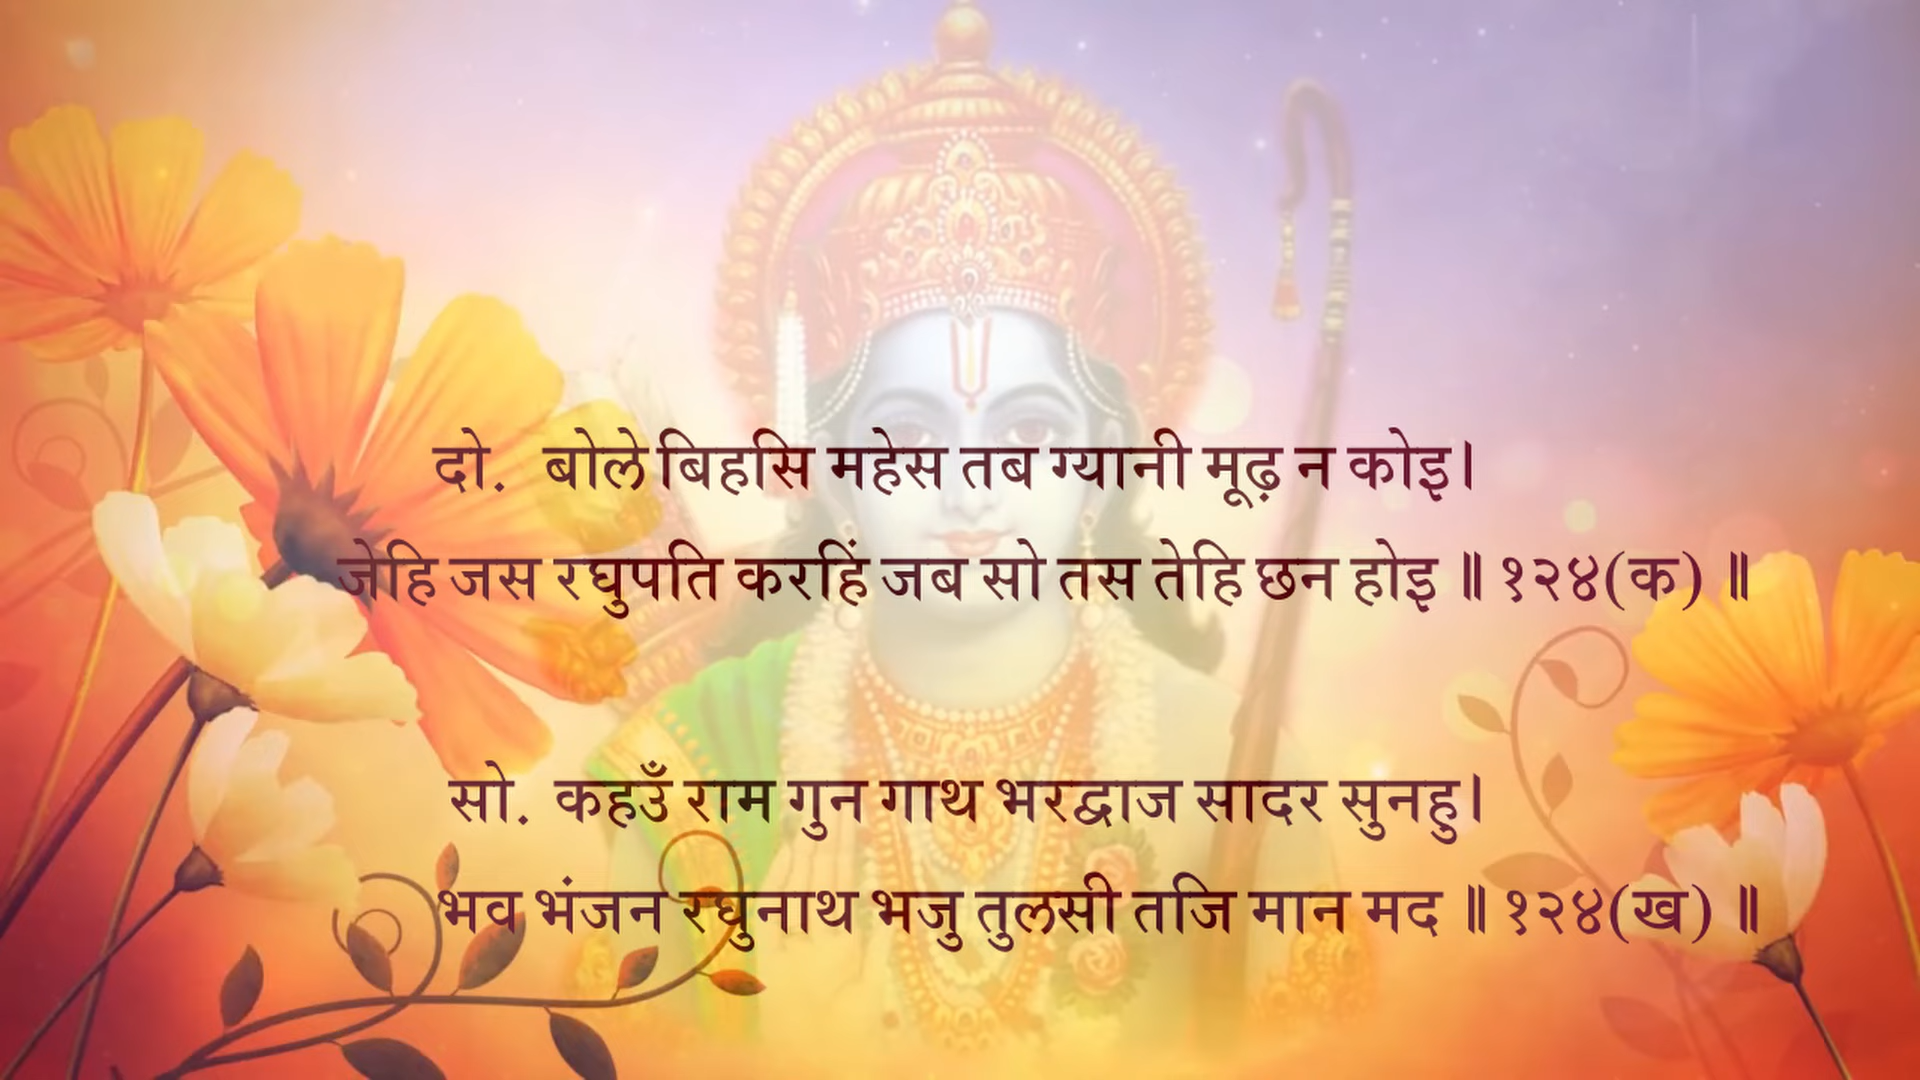 दो. बोले बिहसि महेस तब ग्यानी मूढ़ न कोइ।
जेहि जस रघुपति करहिं जब सो तस तेहि छन होइ ॥ १२४(क) ॥
सो. कहउँ राम गुन गाथ भरद्वाज सादर सुनहु।
भव भंजन रघुनाथ भजु तुलसी तजि मान मद ॥ १२४(ख) ॥